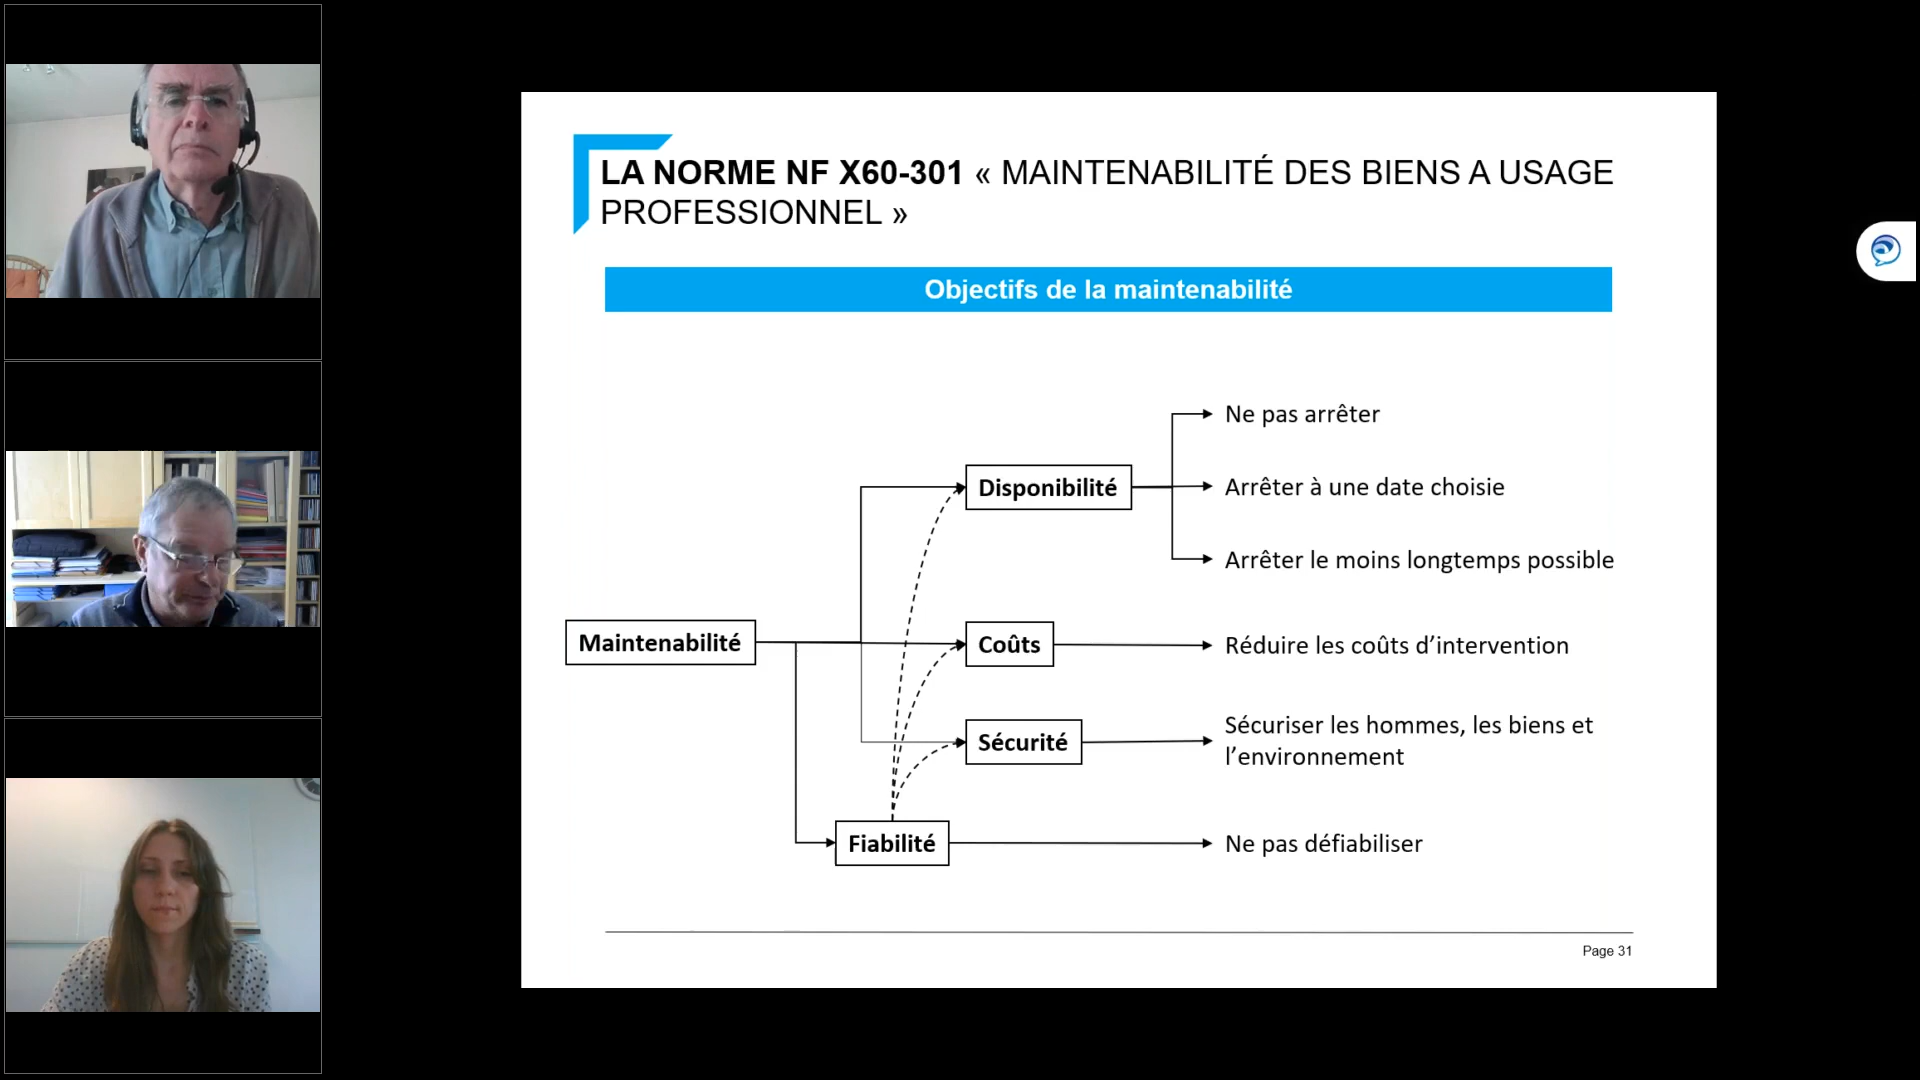 LA NORME NF X60-301 « MAINTENABILITÉ DES BIENS A USAGE
PROFESSIONNEL »
Objectifs de la maintenabilité
Ne pas arrêter
Disponibilité
Arrêter à une date choisie
Arrêter le moins longtemps possible
Maintenabilité
Coûts
Réduire les coûts d’intervention
Sécurité
Sécuriser les hommes, les biens et
l’environnement
Fiabilité
Ne pas défiabiliser
Page 31